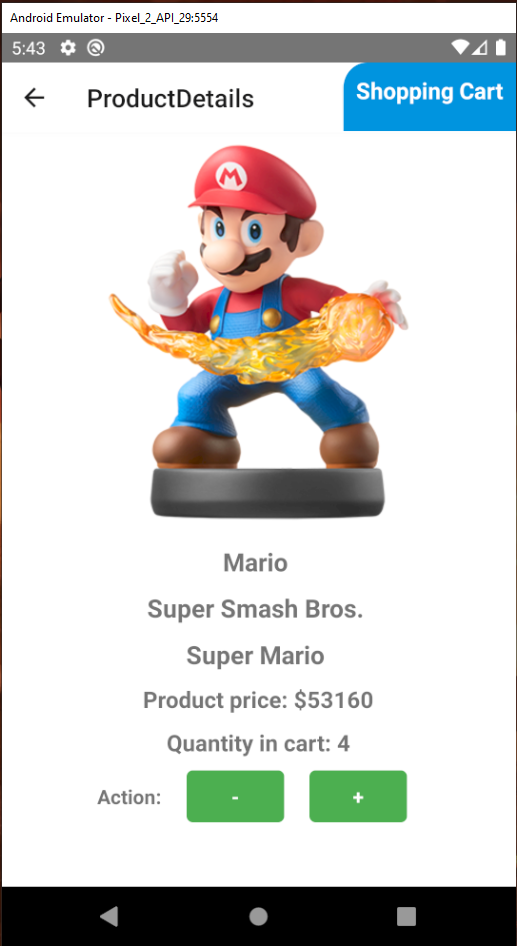 Android Emulator - Pixel_2_API_29:5554
5:43
ProductDetails
Shopping Cart
M
Mario
Super Smash Bros.
Super Mario
Product price: $53160
Quantity in cart: 4
Action:
-
+